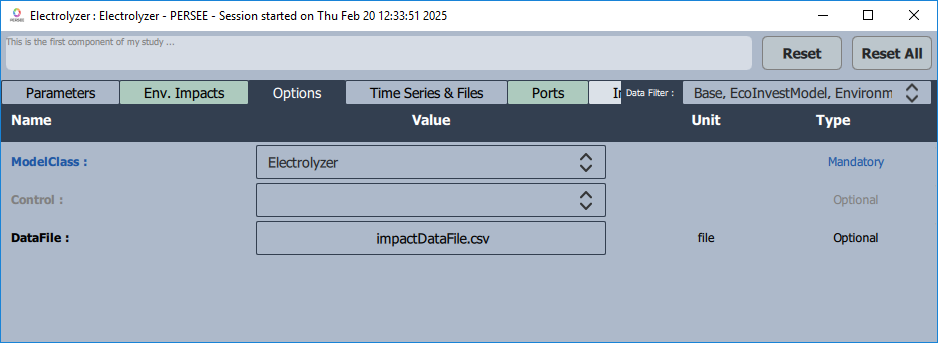 PERSEE
Electrolyzer : Electrolyzer - PERSEE - Session started on Thu Feb 20 12:33:51 2025
This is the first component of my study ...
Reset
Reset All
Parameters
Env. Impacts
Options
Time Series & Files
Ports
Data Filter :
Base, EcoInvestModel, Environm
Name
Value
Unit
Type
ModelClass :
Electrolyzer
Mandatory
Control :
Optional
DataFile :
impactDataFile.csv
file
Optional